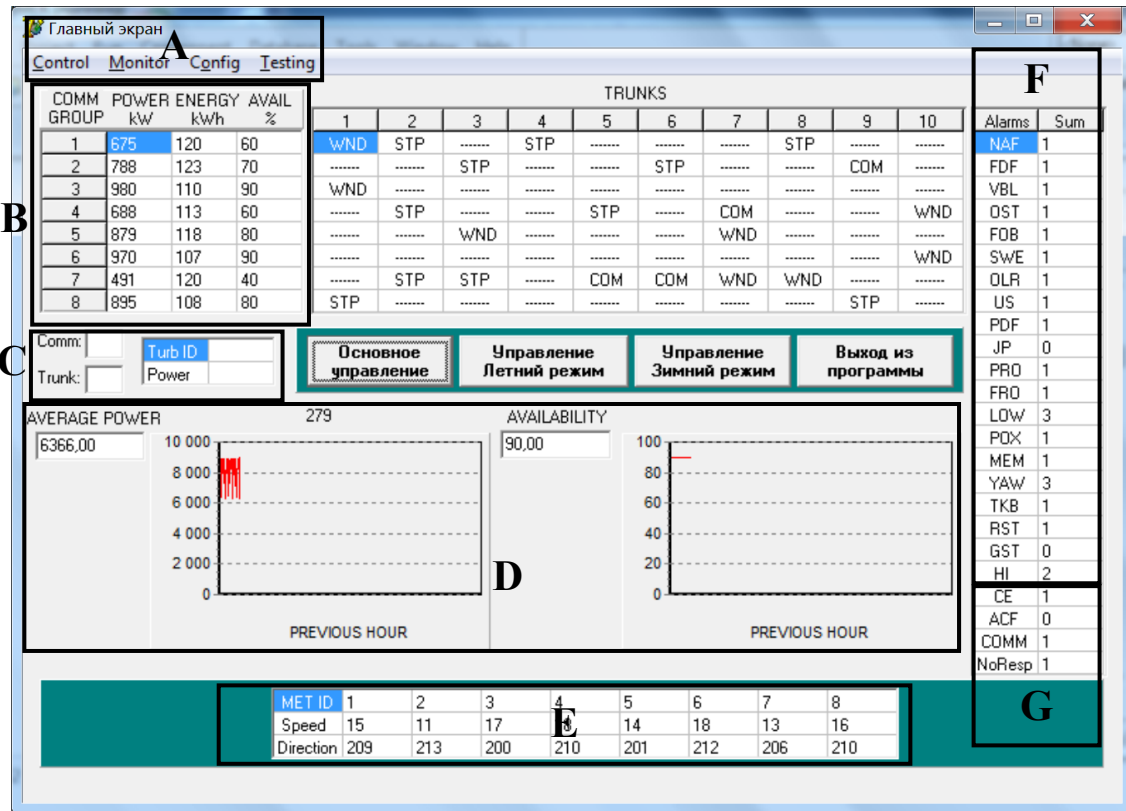 Главный экран
A
Control Monitor Config Testing
F
COMM GROUP POWER kW ENERGY kWh AVAIL %
TRUNKS
1 2 3 4 5 6 7 8 9 10
Alarms Sum
1 675 120 60 WND STP ------- STP ------- ------- ------- STP ------- ------- NAF 1
2 788 123 70 ------- ------- STP ------- ------- STP ------- ------- COM ------- FDF 1
3 980 110 90 WND ------- ------- ------- ------- ------- ------- ------- ------- ------- VBL 1
B
4 688 113 60 ------- STP ------- ------- STP ------- COM ------- ------- WND OST 1
5 879 118 80 ------- ------- WND ------- ------- ------- WND ------- ------- ------- FOB 1
6 970 107 90 ------- ------- ------- ------- ------- ------- ------- ------- ------- WND SWE 1
7 491 120 40 ------- STP STP ------- COM COM WND WND ------- ------- OLR 1
8 895 108 80 STP ------- ------- ------- ------- ------- ------- ------- STP ------- US 1
PDF 1
JP 0
PRO 1
FRO 1
LOW 3
POX 1
MEM 1
YAW 3
TKB 1
RST 1
GST 0
HI 2
CE 1
ACF 0
COMM 1
NoResp 1
G
C
Comm:
Trunk:
Turb ID
Power
Основное управление
Управление Летний режим
Управление Зимний режим
Выход из программы
AVERAGE POWER 279
6366,00
10 000
8 000
6 000
4 000
2 000
0
PREVIOUS HOUR
D
AVAILABILITY
90,00
100
80
60
40
20
0
PREVIOUS HOUR
MET ID 1 2 3 4 5 6 7 8
E
Speed 15 11 17 14 18 13 16
Direction 209 213 200 210 201 212 206 210